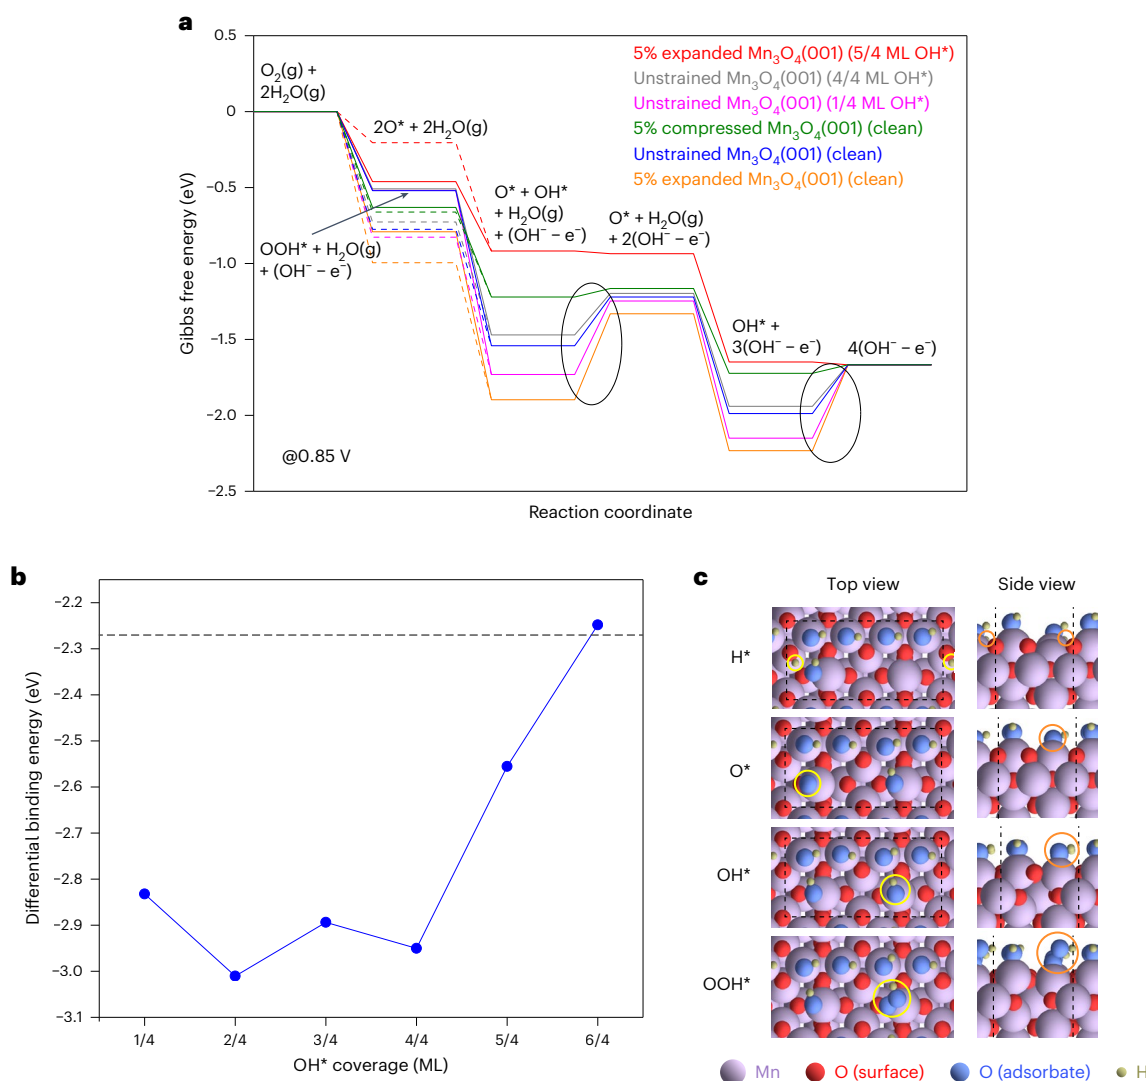 a
0.5
0
−0.5
−1.0
−1.5
−2.0
−2.5
Gibbs free energy (eV)
5% expanded Mn₃O₄(001) (5/4 ML OH*)
Unstrained Mn₃O₄(001) (4/4 ML OH*)
Unstrained Mn₃O₄(001) (1/4 ML OH*)
5% compressed Mn₃O₄(001) (clean)
Unstrained Mn₃O₄(001) (clean)
5% expanded Mn₃O₄(001) (clean)
O₂(g) +
2H₂O(g)
2O* + 2H₂O(g)
OOH* + H₂O(g)
+ (OH⁻ − e⁻)
O* + OH*
+ H₂O(g)
+ (OH⁻ − e⁻)
O* + H₂O(g)
+ 2(OH⁻ − e⁻)
OH* +
3(OH⁻ − e⁻)
4(OH⁻ − e⁻)
@0.85 V
Reaction coordinate
b
−2.2
−2.3
−2.4
−2.5
−2.6
−2.7
−2.8
−2.9
−3.0
−3.1
Differential binding energy (eV)
1/4
2/4
3/4
4/4
5/4
6/4
OH* coverage (ML)
c
Top view
Side view
H*
O*
OH*
OOH*
Mn
O (surface)
O (adsorbate)
H